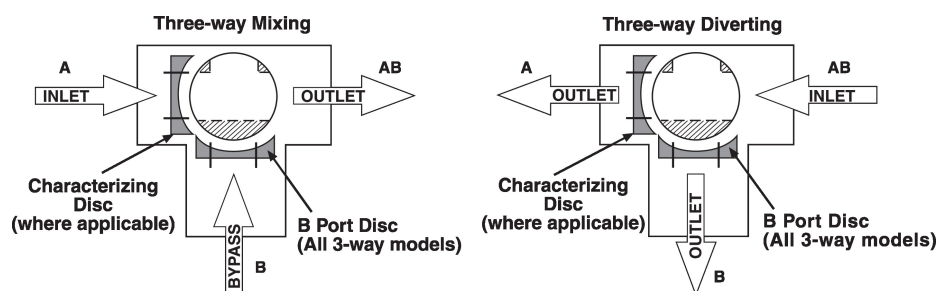 Three-way Mixing
A
INLET
AB
OUTLET
Characterizing
Disc
(where applicable)
B Port Disc
(All 3-way models)
BYPASS
B
Three-way Diverting
A
OUTLET
AB
INLET
Characterizing
Disc
(where applicable)
B Port Disc
(All 3-way models)
OUTLET
B